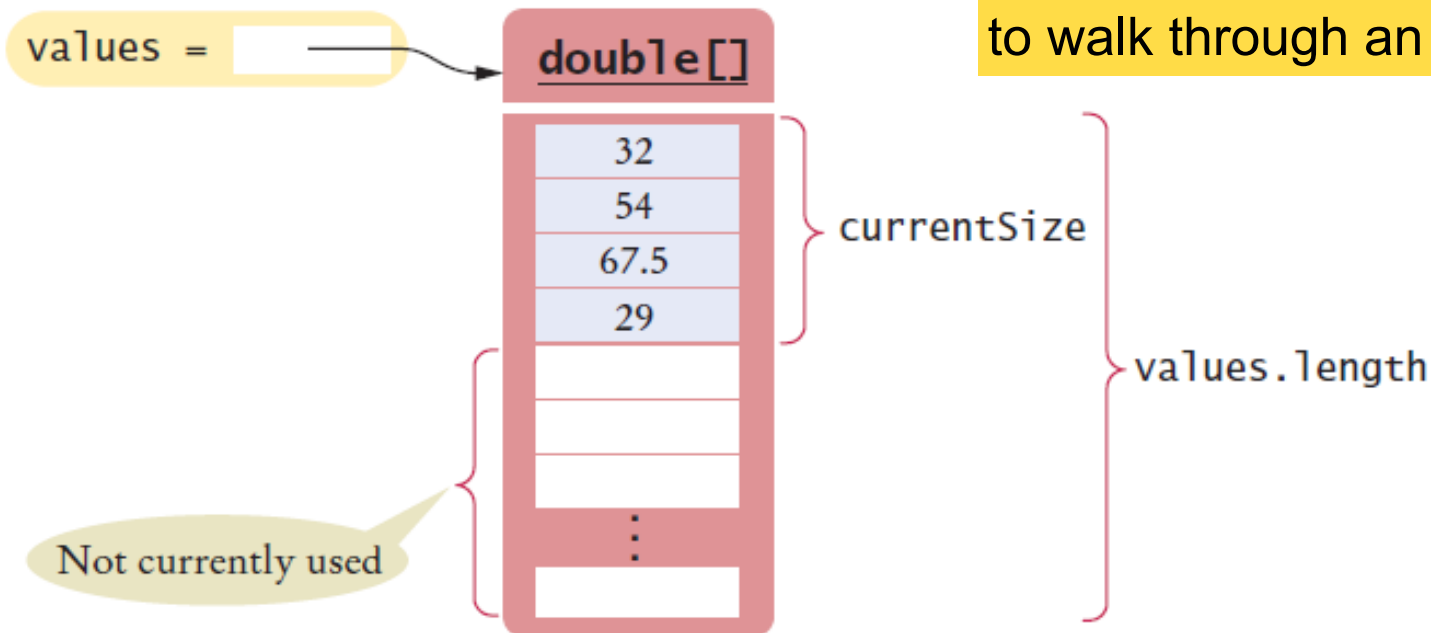 to walk through an
values =
double[]
32
54
67.5
29
currentSize
values.length
Not currently used